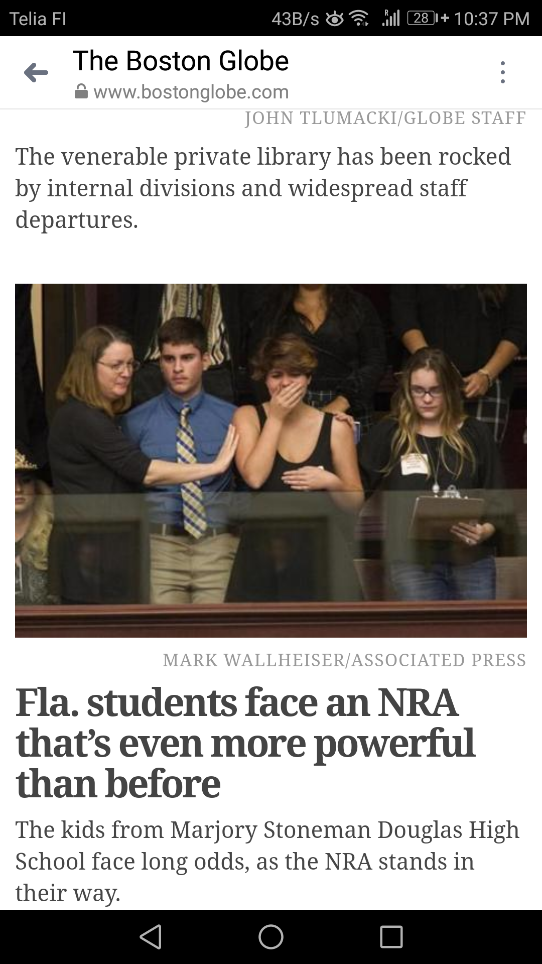 Telia FI 43B/s R 28 10:37 PM
The Boston Globe
www.bostonglobe.com
JOHN TLUMACKI/GLOBE STAFF
The venerable private library has been rocked
by internal divisions and widespread staff
departures.
MARK WALLHEISER/ASSOCIATED PRESS
Fla. students face an NRA
that’s even more powerful
than before
The kids from Marjory Stoneman Douglas High
School face long odds, as the NRA stands in
their way.